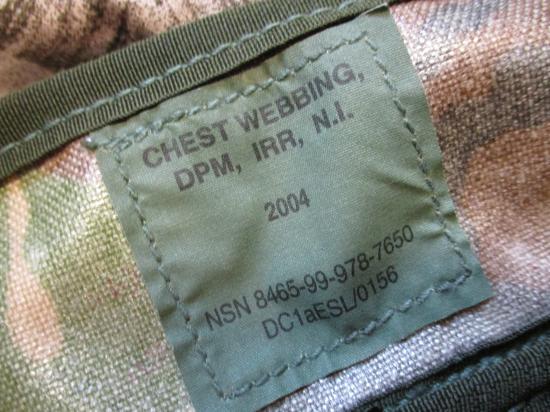 CHEST WEBBING,
DPM, IRR, N.I.
2004
NSN 8465-99-978-7650
DC1aESL/0156